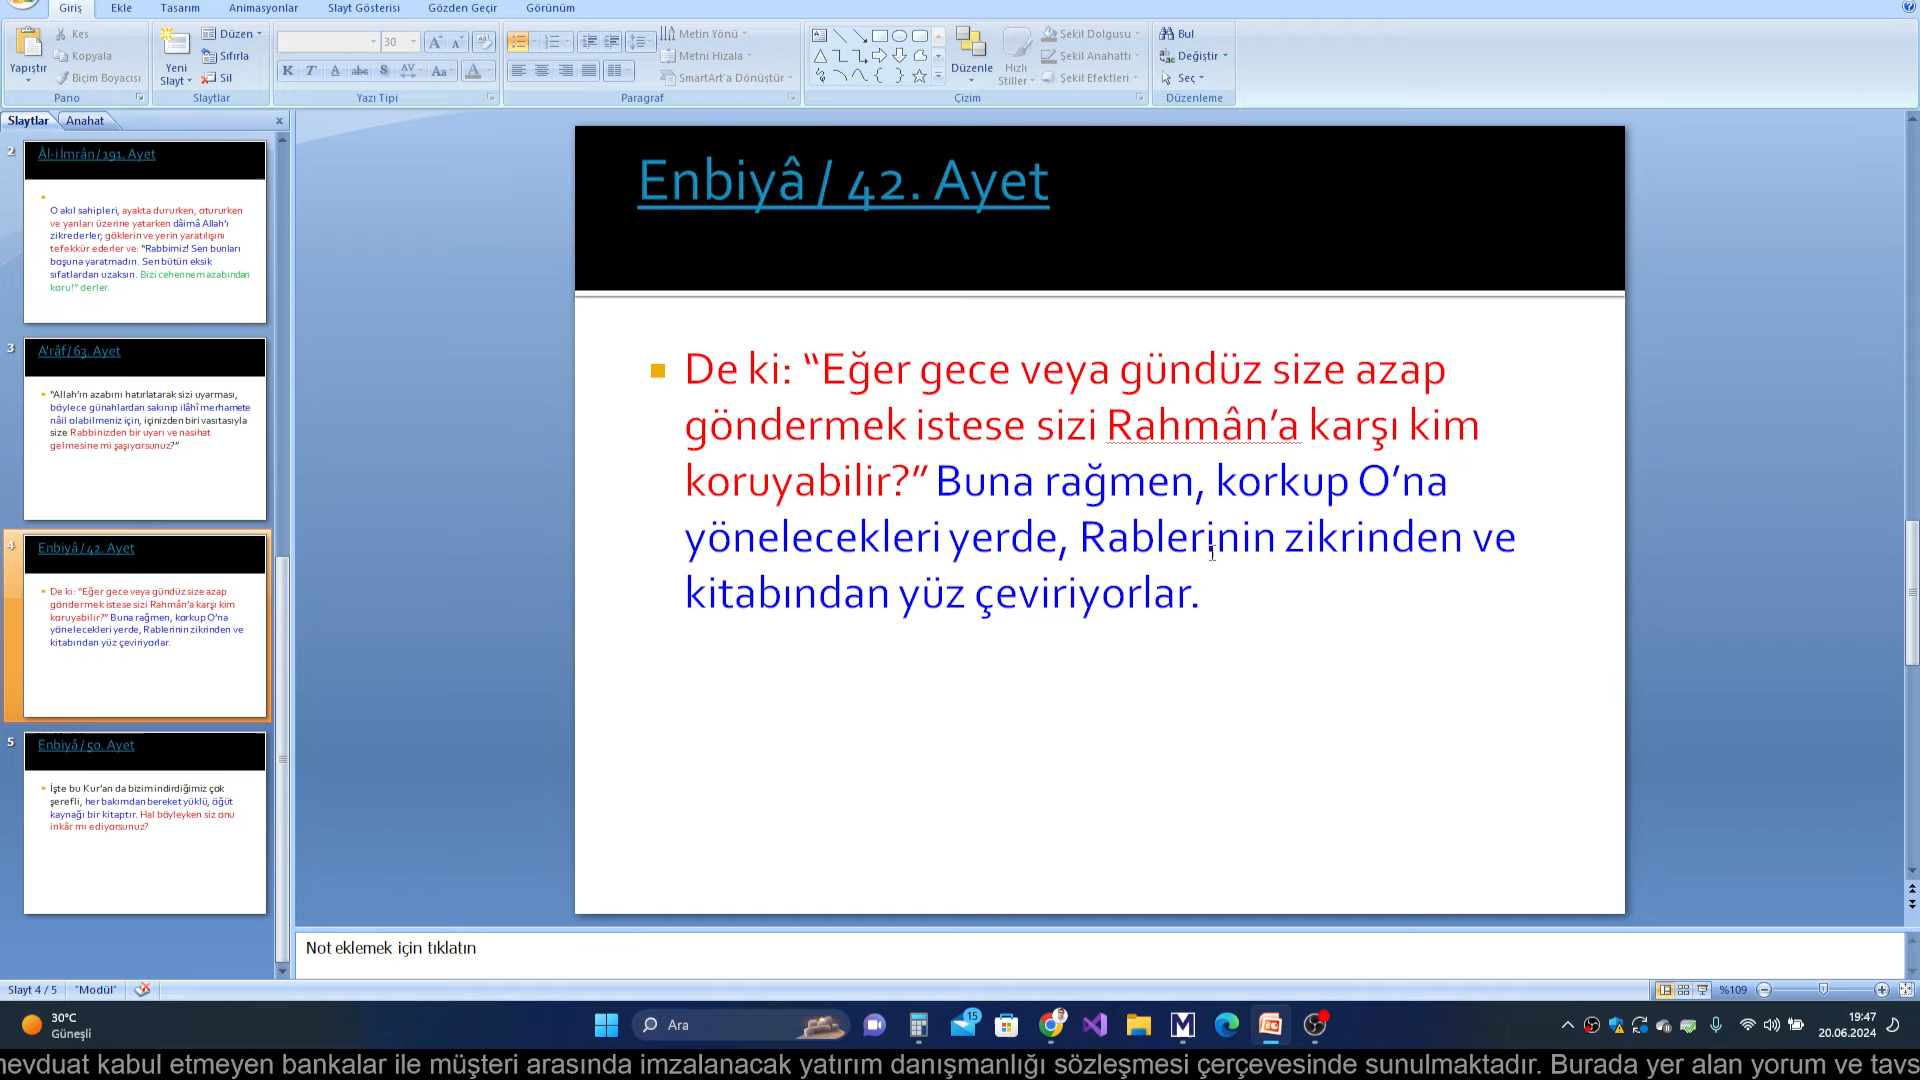 Giriş Ekle Tasarım Animasyonlar Slayt Gösterisi Gözden Geçir Görünüm
Yapıştır
Kes
Kopyala
Biçim Boyacısı
Pano
Yeni
Slayt
Düzen
Sıfırla
Sil
Slaytlar
30
K T A abc S AV Aa A
Yazı Tipi
Metin Yönü
Metni Hizala
SmartArt'a Dönüştür
Paragraf
Düzenle
Hızlı
Stiller
Şekil Dolgusu
Şekil Anahattı
Şekil Efektleri
Çizim
Bul
Değiştir
Seç
Düzenleme
Slaytlar Anahat
2
Âl-i İmrân / 191. Ayet
O akıl sahipleri, ayakta dururken, otururken
ve yanları üzerine yatarken dâimâ Allah'ı
zikrederler; göklerin ve yerin yaratılışını
tefekkür ederler ve: “Rabbimiz! Sen bunları
boşuna yaratmadın. Sen bütün eksik
sıfatlardan uzaksın. Bizi cehennem azabından
koru!” derler.
3
A'râf / 63. Ayet
“Allah'ın azabını hatırlatarak sizi uyarması,
böylece günahlardan sakınıp ilâhî merhamete
nâil olabilmeniz için, içinizden biri vasıtasıyla
size Rabbinizden bir uyarı ve nasihat
gelmesine mi şaşıyorsunuz?”
4
Enbiyâ / 42. Ayet
De ki: “Eğer gece veya gündüz size azap
göndermek istese sizi Rahmân'a karşı kim
koruyabilir?” Buna rağmen, korkup O'na
yönelecekleri yerde, Rablerinin zikrinden ve
kitabından yüz çeviriyorlar.
5
Enbiyâ / 50. Ayet
İşte bu Kur'an da bizim indirdiğimiz çok
şerefli, her bakımdan bereket yüklü, öğüt
kaynağı bir kitaptır. Hal böyleyken siz onu
inkâr mı ediyorsunuz?
Enbiyâ / 42. Ayet
De ki: “Eğer gece veya gündüz size azap
göndermek istese sizi Rahmân'a karşı kim
koruyabilir?” Buna rağmen, korkup O'na
yönelecekleri yerde, Rablerinin zikrinden ve
kitabından yüz çeviriyorlar.
Not eklemek için tıklatın
Slayt 4 / 5 "Modül" %109
30°C
Güneşli
Ara
15
19:47
20.06.2024
mevduat kabul etmeyen bankalar ile müşteri arasında imzalanacak yatırım danışmanlığı sözleşmesi çerçevesinde sunulmaktadır. Burada yer alan yorum ve tavs